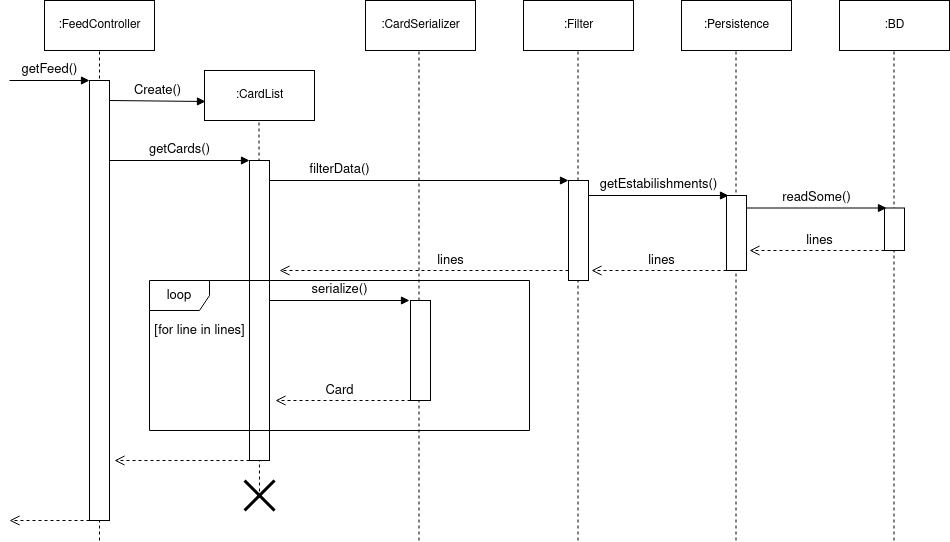 :FeedController
:CardSerializer
:Filter
:Persistence
:BD
getFeed()
Create()
:CardList
getCards()
filterData()
getEstabilishments()
readSome()
lines
lines
lines
loop
serialize()
[for line in lines]
Card